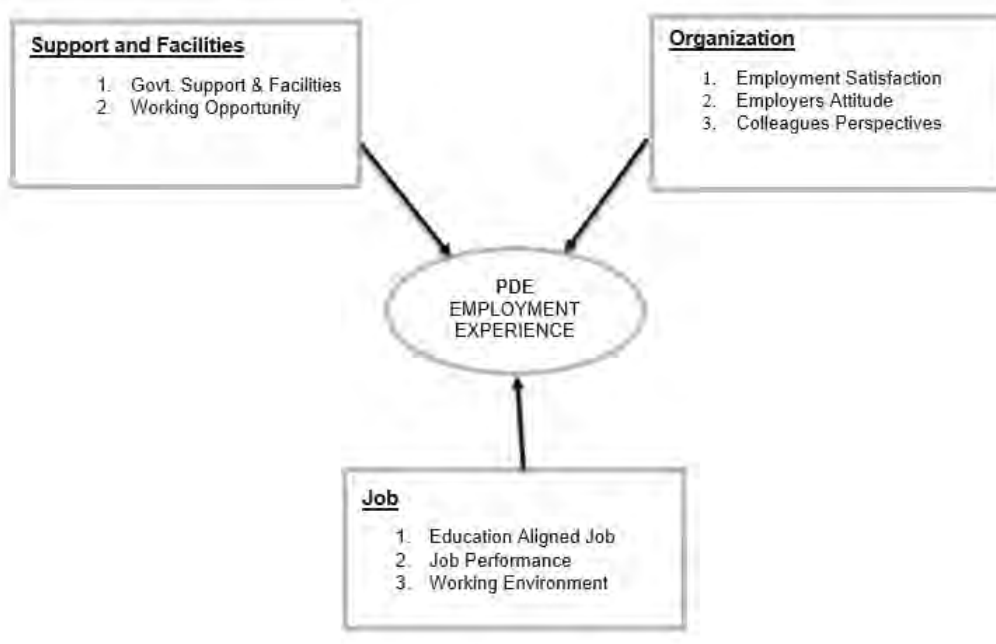 Support and Facilities
1. Govt. Support & Facilities
2. Working Opportunity
Organization
1. Employment Satisfaction
2. Employers Attitude
3. Colleagues Perspectives
PDE
EMPLOYMENT
EXPERIENCE
Job
1. Education Aligned Job
2. Job Performance
3. Working Environment